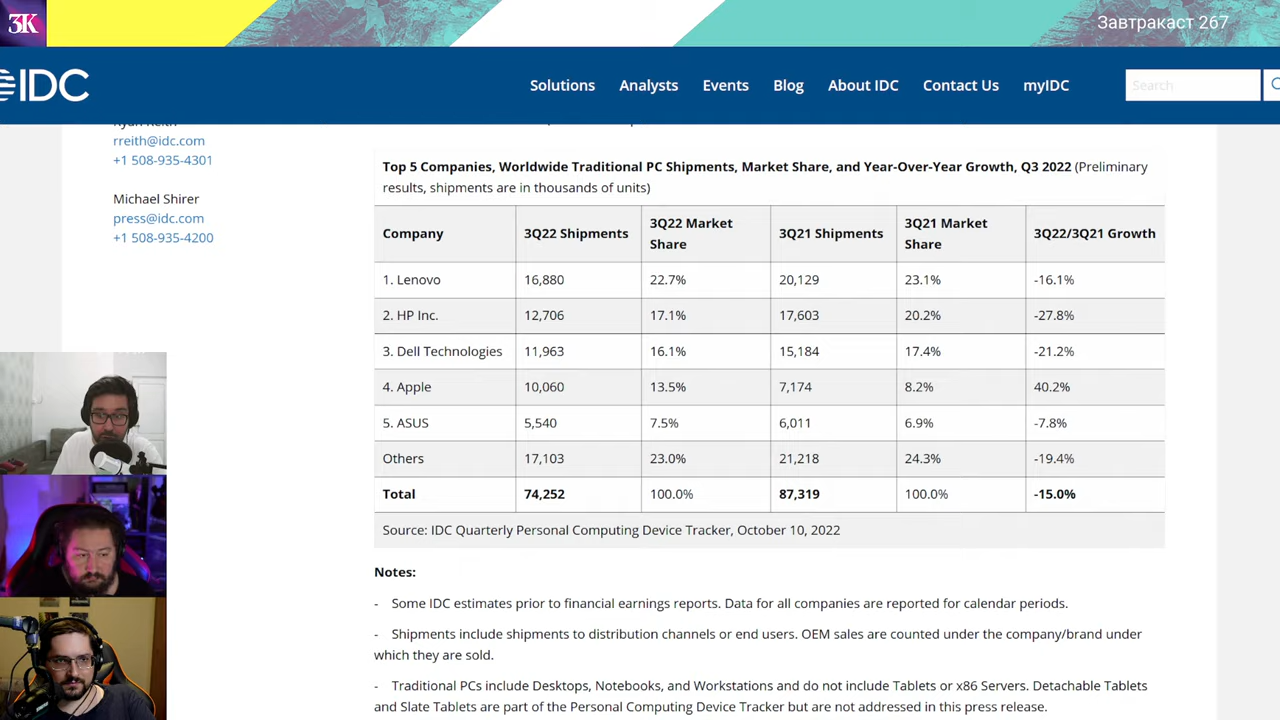 ЗК
Завтракаст 267
IDC
Solutions
Analysts
Events
Blog
About IDC
Contact Us
myIDC
Search
rreith@idc.com
+1 508-935-4301
Michael Shirer
press@idc.com
+1 508-935-4200
Top 5 Companies, Worldwide Traditional PC Shipments, Market Share, and Year-Over-Year Growth, Q3 2022 (Preliminary
results, shipments are in thousands of units)
Company 3Q22 Shipments 3Q22 Market Share 3Q21 Shipments 3Q21 Market Share 3Q22/3Q21 Growth
1. Lenovo 16,880 22.7% 20,129 23.1% -16.1%
2. HP Inc. 12,706 17.1% 17,603 20.2% -27.8%
3. Dell Technologies 11,963 16.1% 15,184 17.4% -21.2%
4. Apple 10,060 13.5% 7,174 8.2% 40.2%
5. ASUS 5,540 7.5% 6,011 6.9% -7.8%
Others 17,103 23.0% 21,218 24.3% -19.4%
Total 74,252 100.0% 87,319 100.0% -15.0%
Source: IDC Quarterly Personal Computing Device Tracker, October 10, 2022
Notes:
- Some IDC estimates prior to financial earnings reports. Data for all companies are reported for calendar periods.
- Shipments include shipments to distribution channels or end users. OEM sales are counted under the company/brand under
which they are sold.
- Traditional PCs include Desktops, Notebooks, and Workstations and do not include Tablets or x86 Servers. Detachable Tablets
and Slate Tablets are part of the Personal Computing Device Tracker but are not addressed in this press release.